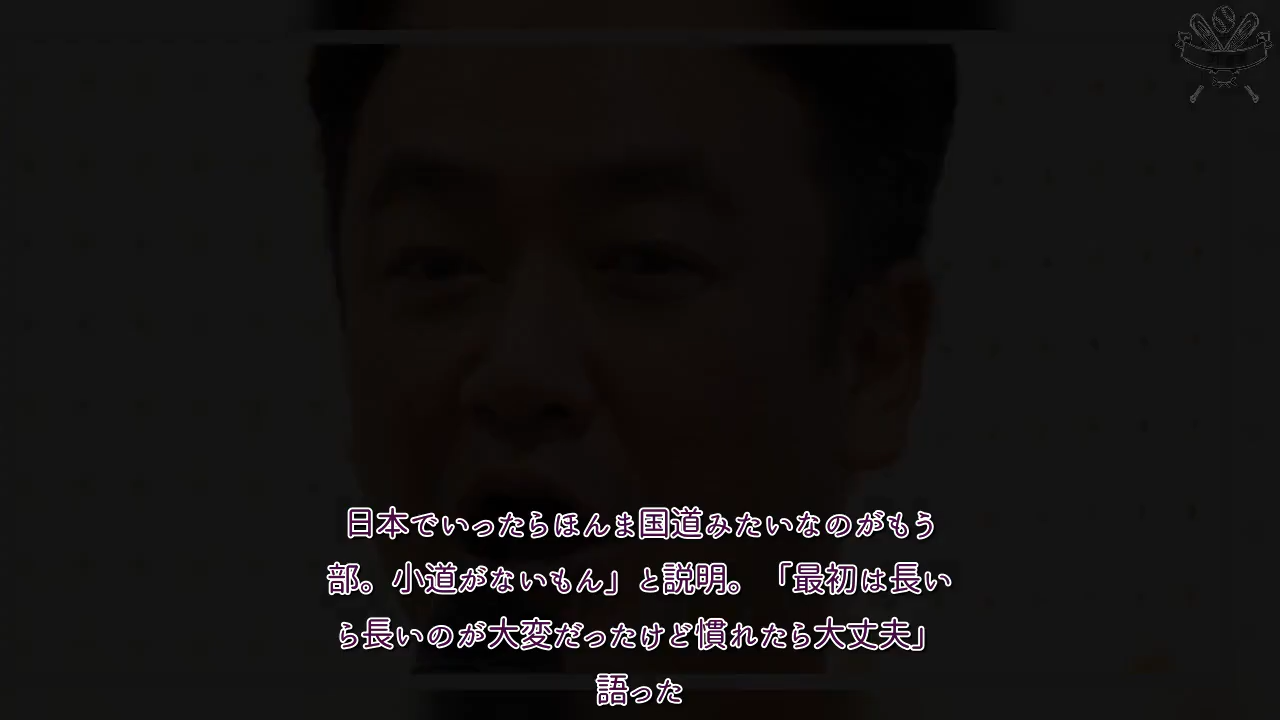 日本でいったらほんま国道みたいなのがもう
部。小道がないもん」と説明。「最初は長い
ら長いのが大変だったけど慣れたら大丈夫」
語った